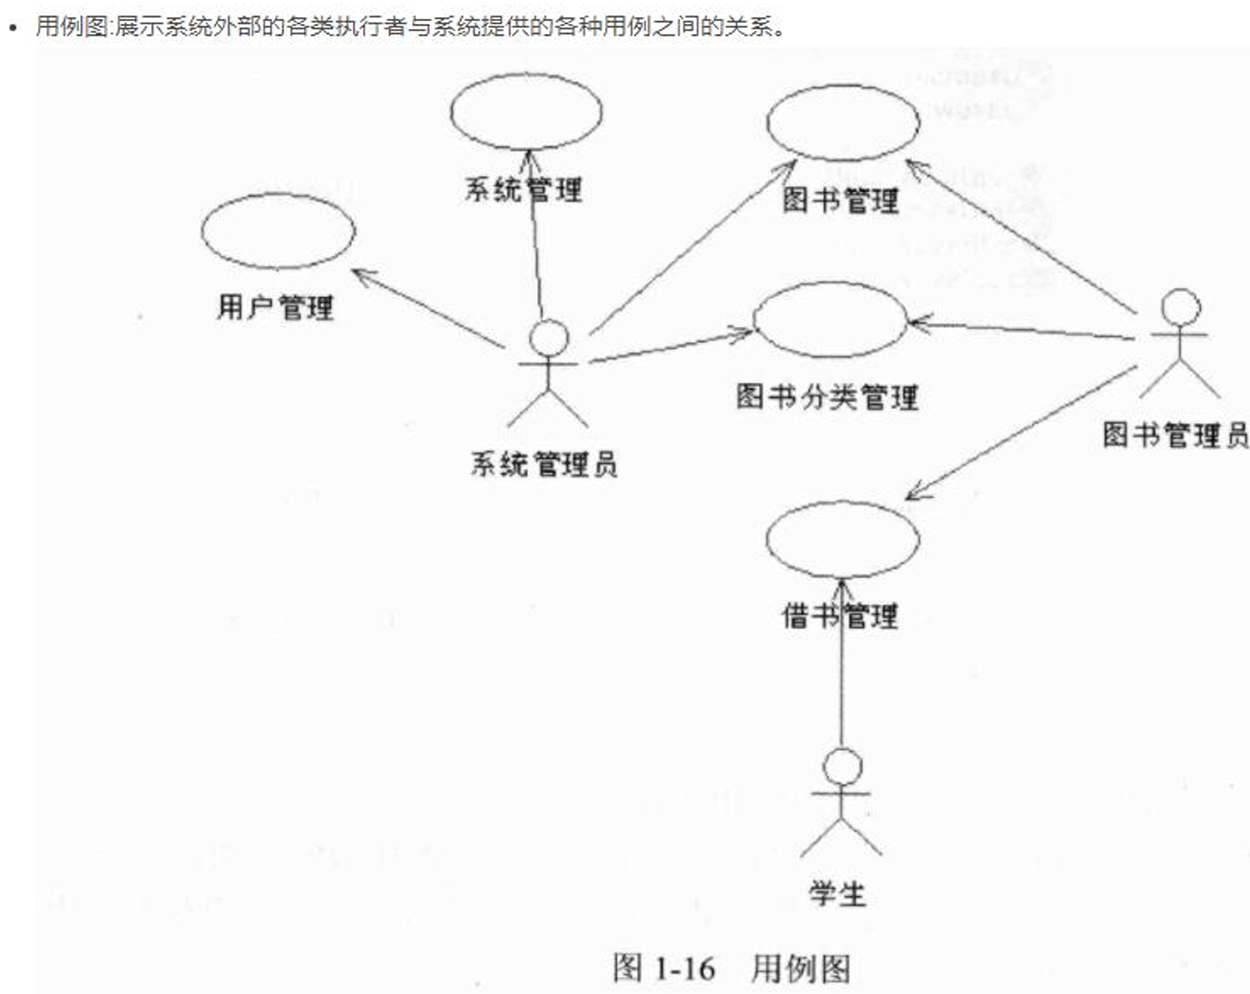 用例图:展示系统外部的各类执行者与系统提供的各种用例之间的关系。
系统管理
图书管理
用户管理
图书分类管理
图书管理员
系统管理员
借书管理
学生
图 1-16 用例图